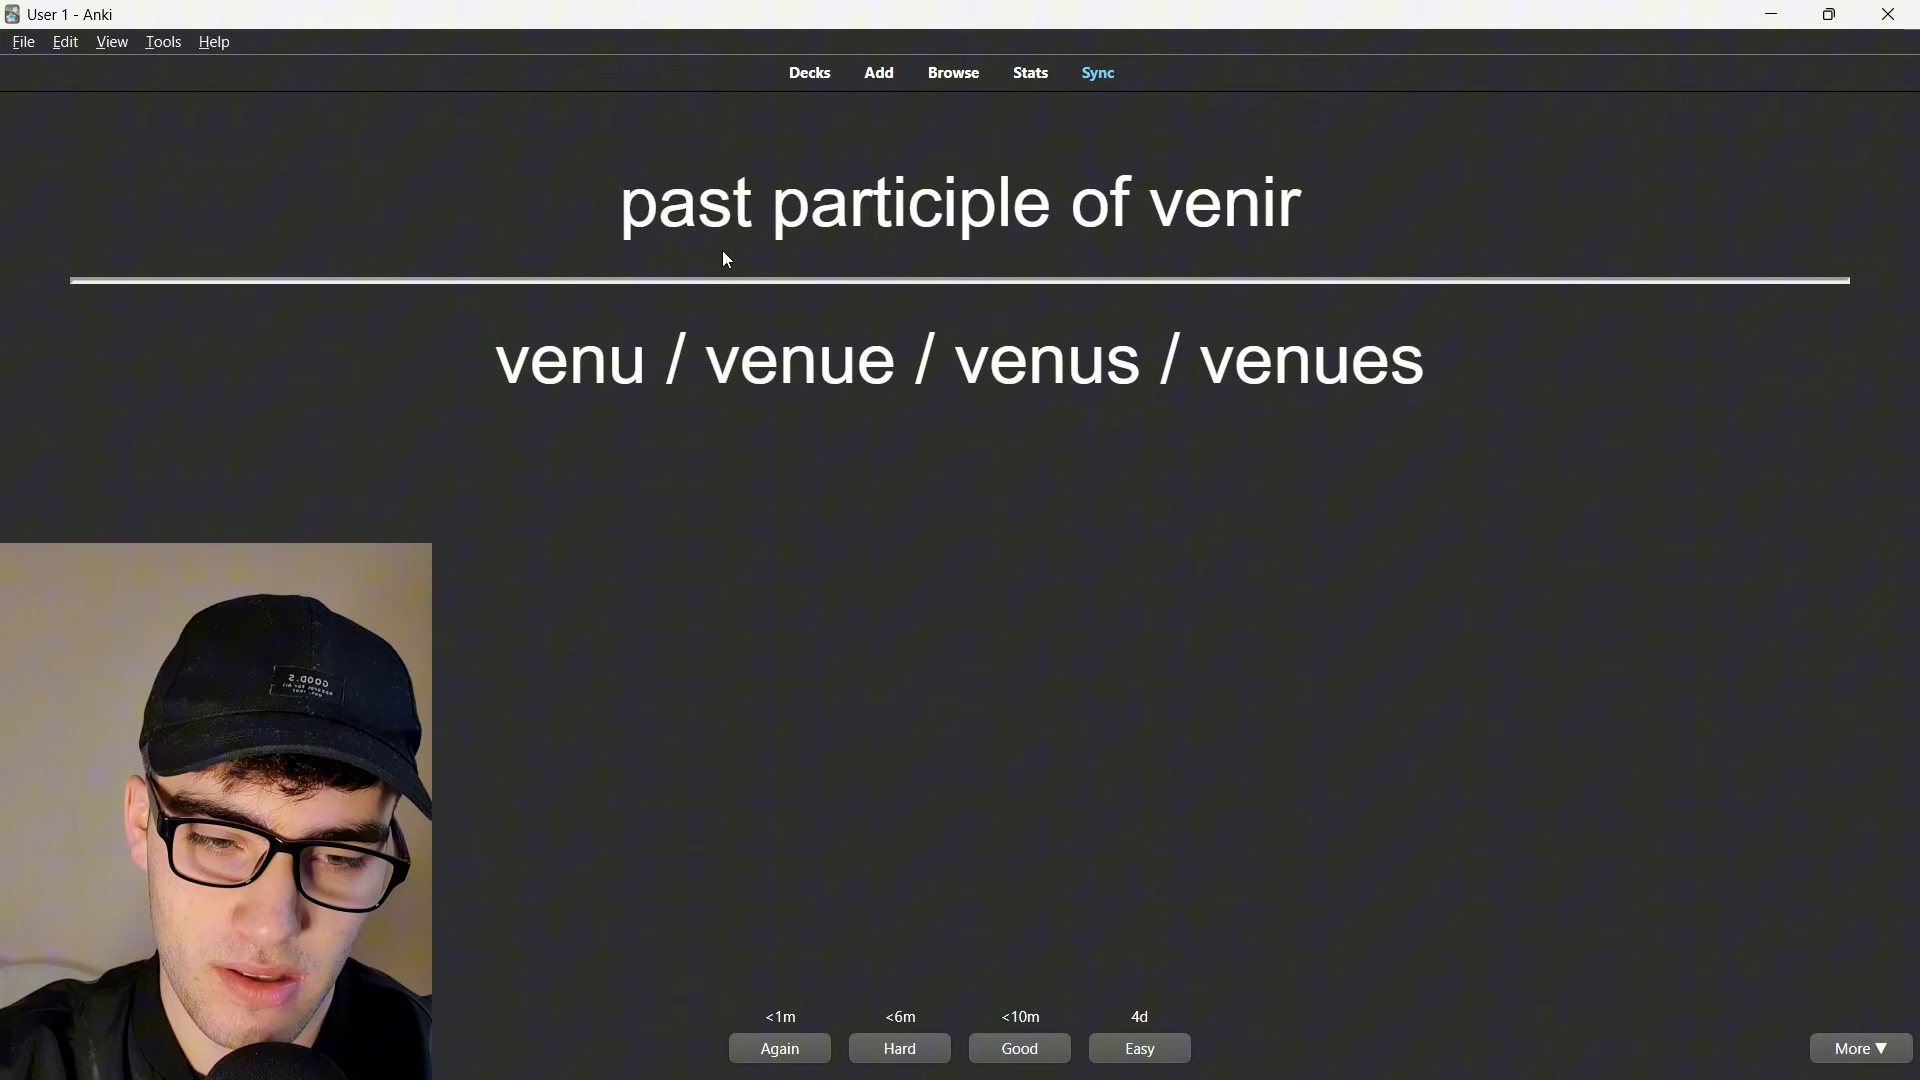 User 1 - Anki
File Edit View Tools Help
Decks Add Browse Stats Sync
past participle of venir
venu / venue / venus / venues
GOOD.S
<1m <6m <10m 4d
Again Hard Good Easy
More ▼